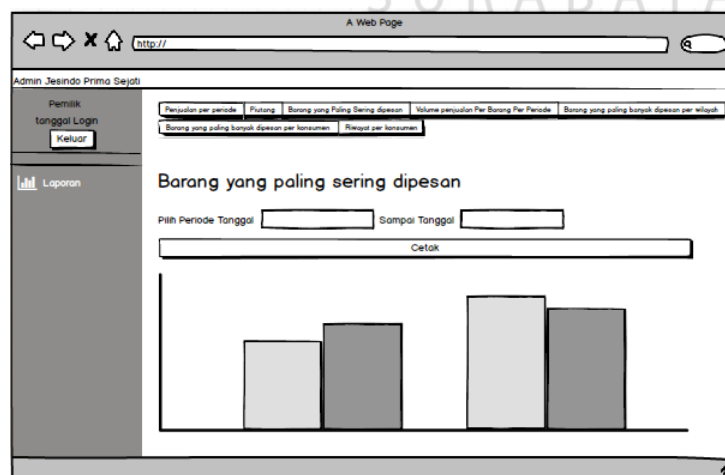 SURABAYA
A Web Page
http://
Admin Jesindo Prima Sejati
Pemilik
tanggal Login
Keluar
Laporan
Penjualan per periode
Piutang
Barang yang Paling Sering dipesan
Volume penjualan Per Barang Per Periode
Barang yang paling banyak dipesan per wilayah
Barang yang paling banyak dipesan per konsumen
Riwayat per konsumen
Barang yang paling sering dipesan
Pilih Periode Tanggal
Sampai Tanggal
Cetak